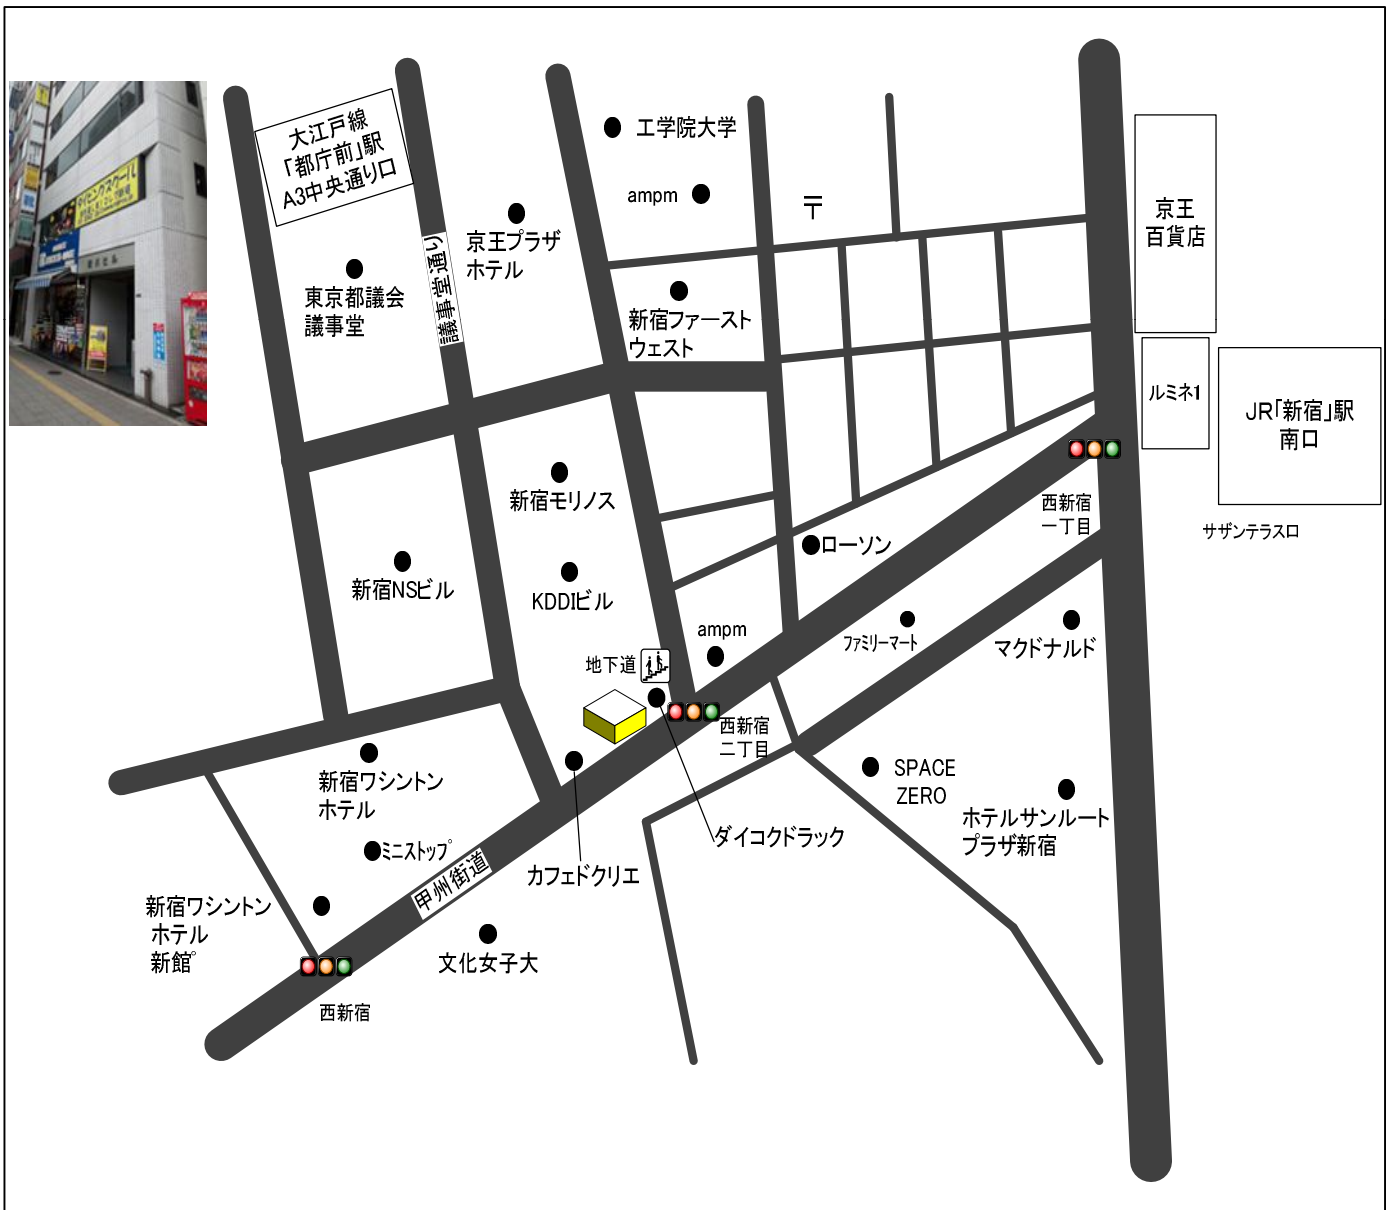 大江戸線
「都庁前」駅
A3中央通り口
工学院大学
ampm
〒
京王
百貨店
京王プラザ
ホテル
議事堂通り
東京都議会
議事堂
新宿ファースト
ウェスト
ルミネ1
JR「新宿」駅
南口
サザンテラス口
西新宿
一丁目
新宿モリノス
新宿NSビル
KDDIビル
ローソン
ampm
ファミリーマート
マクドナルド
地下道
西新宿
二丁目
SPACE
ZERO
ホテルサンルート
プラザ新宿
新宿ワシントン
ホテル
ミニストップ
ダイコクドラック
カフェドクリエ
甲州街道
新宿ワシントン
ホテル
新館
文化女子大
西新宿